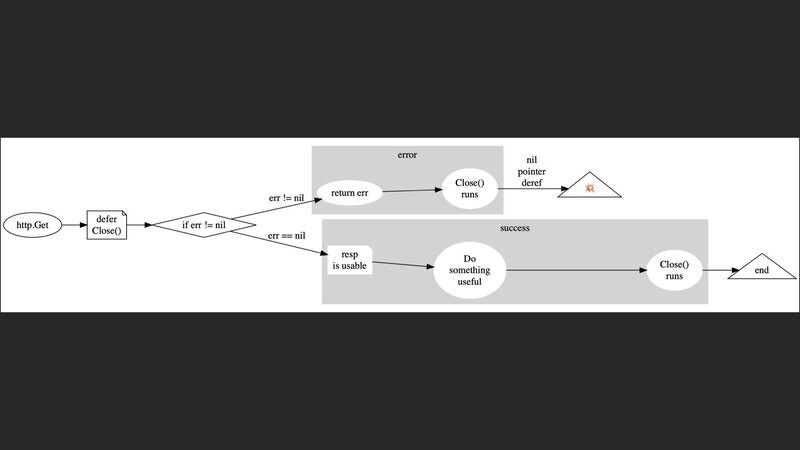 http.Get
defer
Close()
if err != nil
err != nil
err == nil
error
return err
Close()
runs
nil
pointer
deref
success
resp
is usable
Do
something
useful
Close()
runs
end